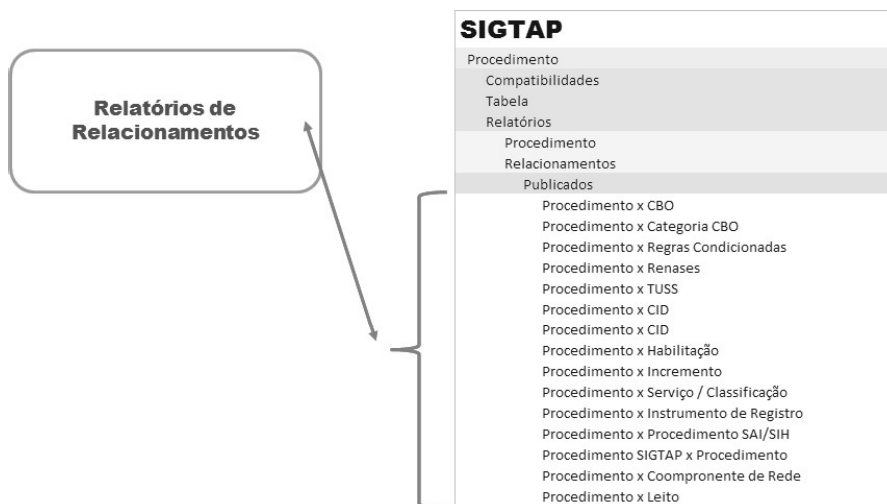 Relatórios de
Relacionamentos
SIGTAP
Procedimento
Compatibilidades
Tabela
Relatórios
Procedimento
Relacionamentos
Publicados
Procedimento x CBO
Procedimento x Categoria CBO
Procedimento x Regras Condicionadas
Procedimento x Renases
Procedimento x TUSS
Procedimento x CID
Procedimento x CID
Procedimento x Habilitação
Procedimento x Incremento
Procedimento x Serviço / Classificação
Procedimento x Instrumento de Registro
Procedimento x Procedimento SAI/SIH
Procedimento SIGTAP x Procedimento
Procedimento x Coompronente de Rede
Procedimento x Leito